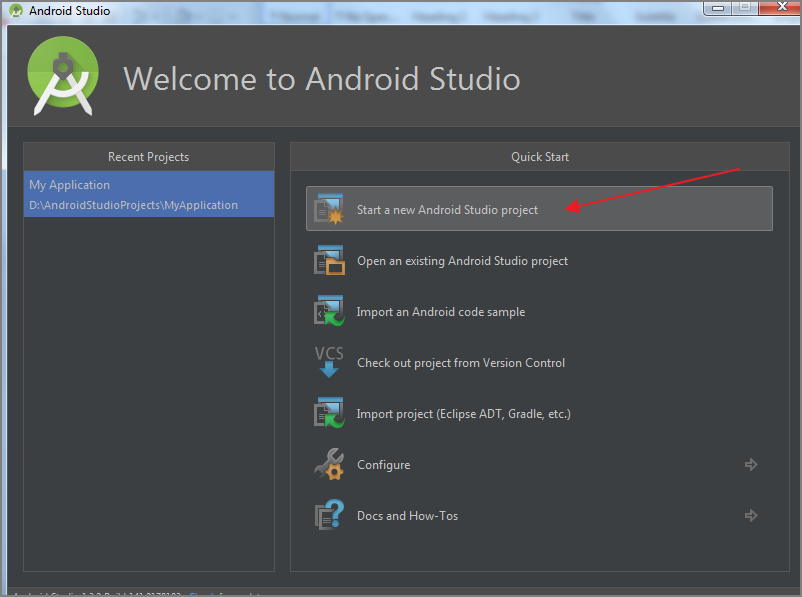 Android Studio
Welcome to Android Studio
Recent Projects
My Application
D:\AndroidStudioProjects\MyApplication
Quick Start
Start a new Android Studio project
Open an existing Android Studio project
Import an Android code sample
VCS
Check out project from Version Control
Import project (Eclipse ADT, Gradle, etc.)
Configure
Docs and How-Tos